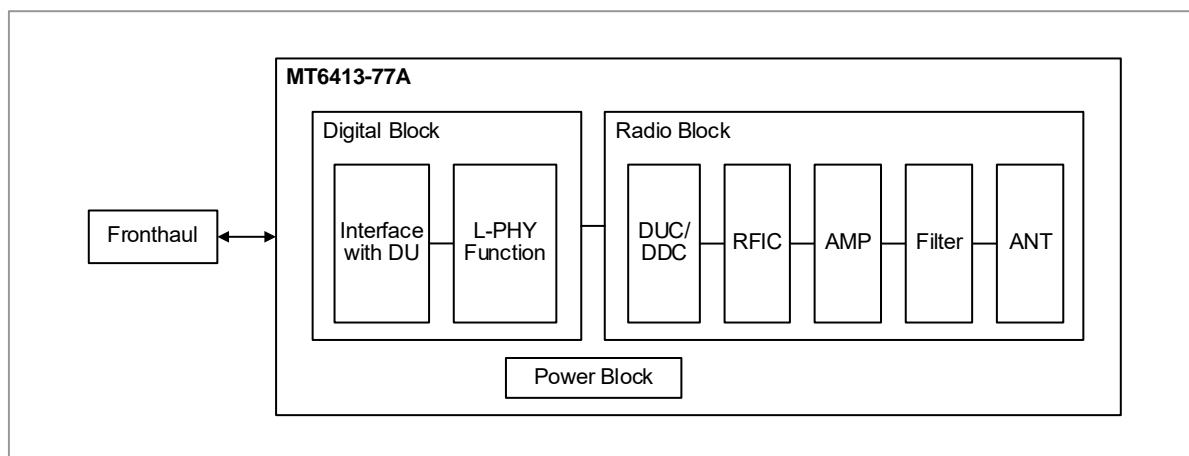 MT6413-77A
Digital Block
Radio Block
Fronthaul
Interface
with DU
L-PHY
Function
DUC/
DDC
RFIC
AMP
Filter
ANT
Power Block